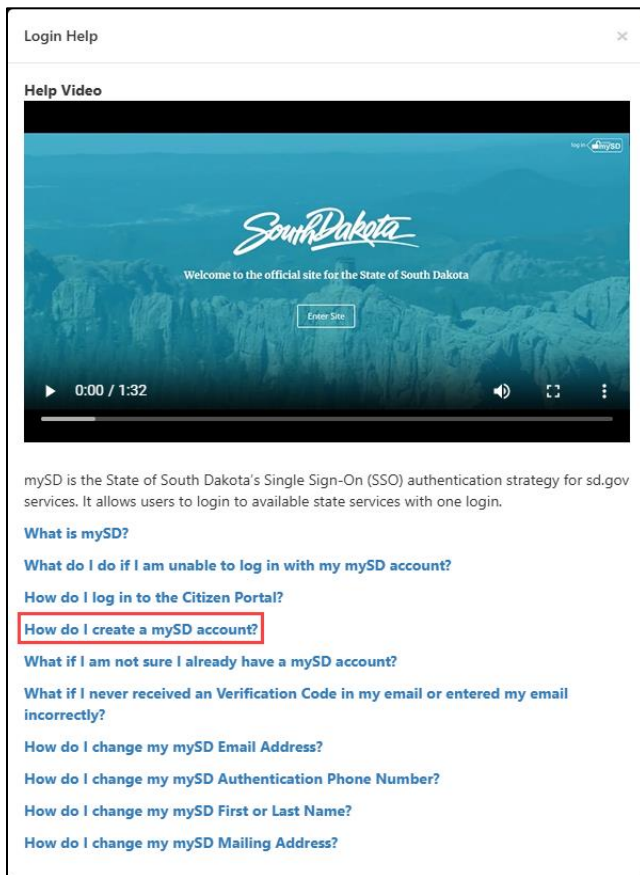 Login Help ×
Help Video
log in mySD
South Dakota
Welcome to the official site for the State of South Dakota
Enter Site
0:00 / 1:32
mySD is the State of South Dakota's Single Sign-On (SSO) authentication strategy for sd.gov
services. It allows users to login to available state services with one login.
What is mySD?
What do I do if I am unable to log in with my mySD account?
How do I log in to the Citizen Portal?
How do I create a mySD account?
What if I am not sure I already have a mySD account?
What if I never received an Verification Code in my email or entered my email
incorrectly?
How do I change my mySD Email Address?
How do I change my mySD Authentication Phone Number?
How do I change my mySD First or Last Name?
How do I change my mySD Mailing Address?